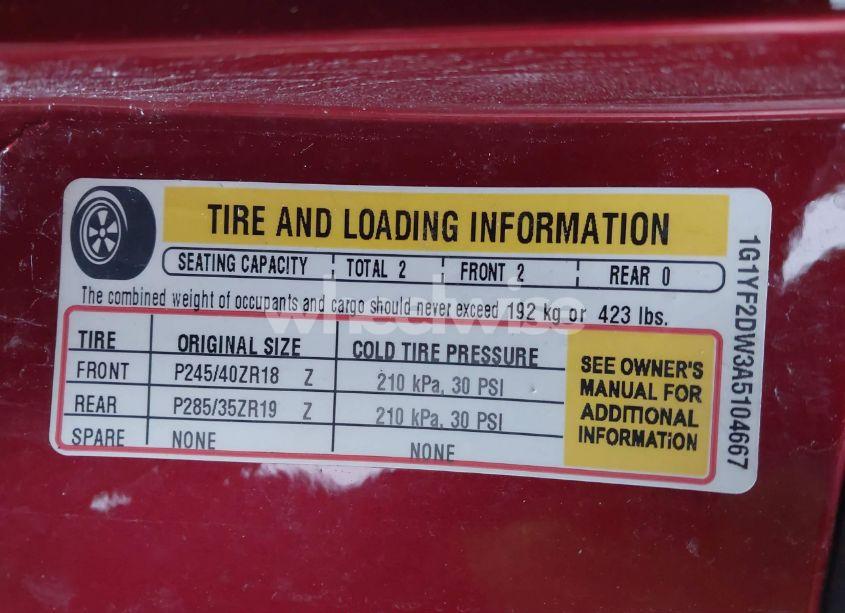 TIRE AND LOADING INFORMATION
SEATING CAPACITY TOTAL 2 FRONT 2 REAR 0
The combined weight of occupants and cargo should never exceed 192 kg or 423 lbs.
TIRE ORIGINAL SIZE COLD TIRE PRESSURE
FRONT P245/40ZR18 Z 210 kPa, 30 PSI
REAR P285/35ZR19 Z 210 kPa, 30 PSI
SPARE NONE NONE
SEE OWNER'S
MANUAL FOR
ADDITIONAL
INFORMATION
1G1YF2DW3A5104667
wheelwise